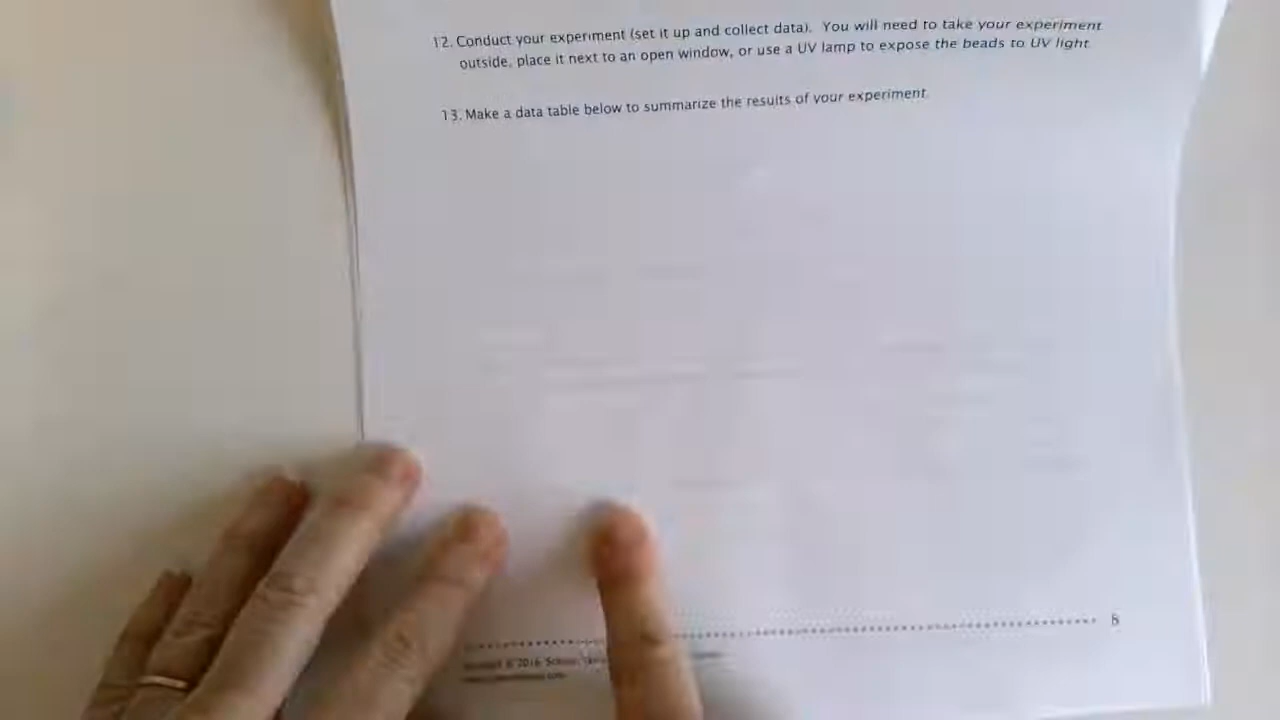 12. Conduct your experiment (set it up and collect data). You will need to take your experiment
outside, place it next to an open window, or use a UV lamp to expose the beads to UV light.
13. Make a data table below to summarize the results of your experiment.
© 2016